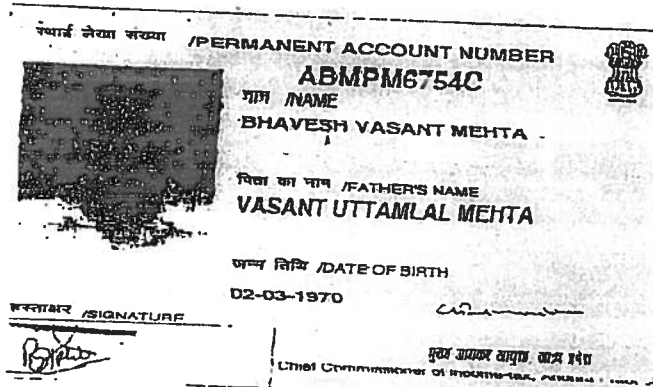 स्थाई लेखा संख्या /PERMANENT ACCOUNT NUMBER
ABMPM6754C
नाम /NAME
BHAVESH VASANT MEHTA
पिता का नाम /FATHER'S NAME
VASANT UTTAMLAL MEHTA
जन्म तिथि /DATE OF BIRTH
02-03-1970
हस्ताक्षर /SIGNATURE
मुख्य आयकर आयुक्त,
Chief Commissioner of Income-tax,